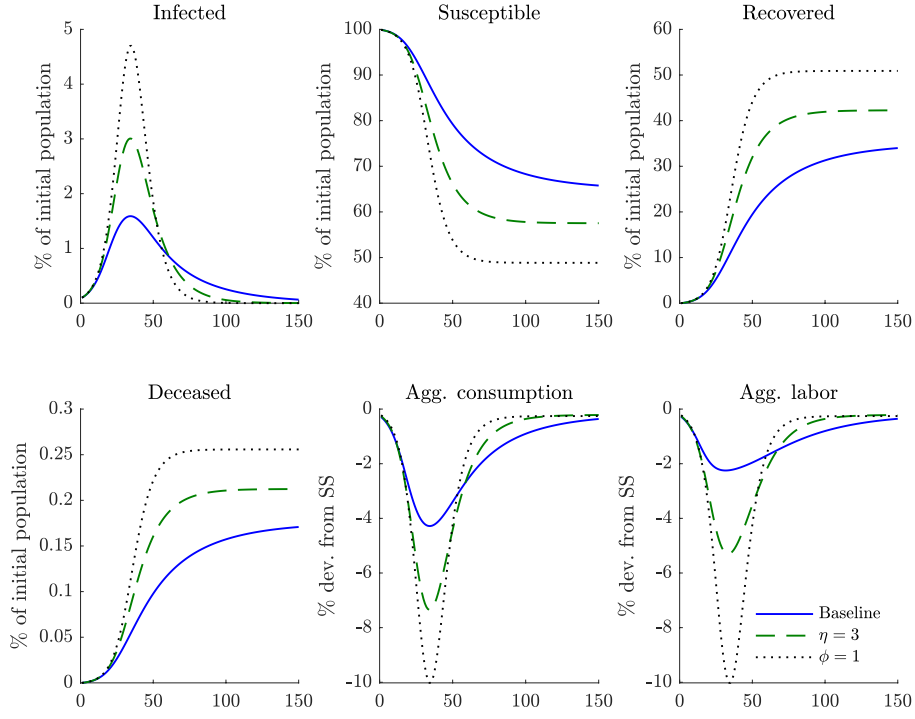 Infected
Susceptible
Recovered
% of initial population
5
4
3
2
1
0
0 50 100 150
% of initial population
100
90
80
70
60
50
40
0 50 100 150
% of initial population
60
50
40
30
20
10
0
0 50 100 150
Deceased
Agg. consumption
Agg. labor
% of initial population
0.3
0.25
0.2
0.15
0.1
0.05
0
0 50 100 150
% dev. from SS
0
-2
-4
-6
-8
-10
0 50 100 150
% dev. from SS
0
-2
-4
-6
-8
-10
0 50 100 150
Baseline
η = 3
ϕ = 1